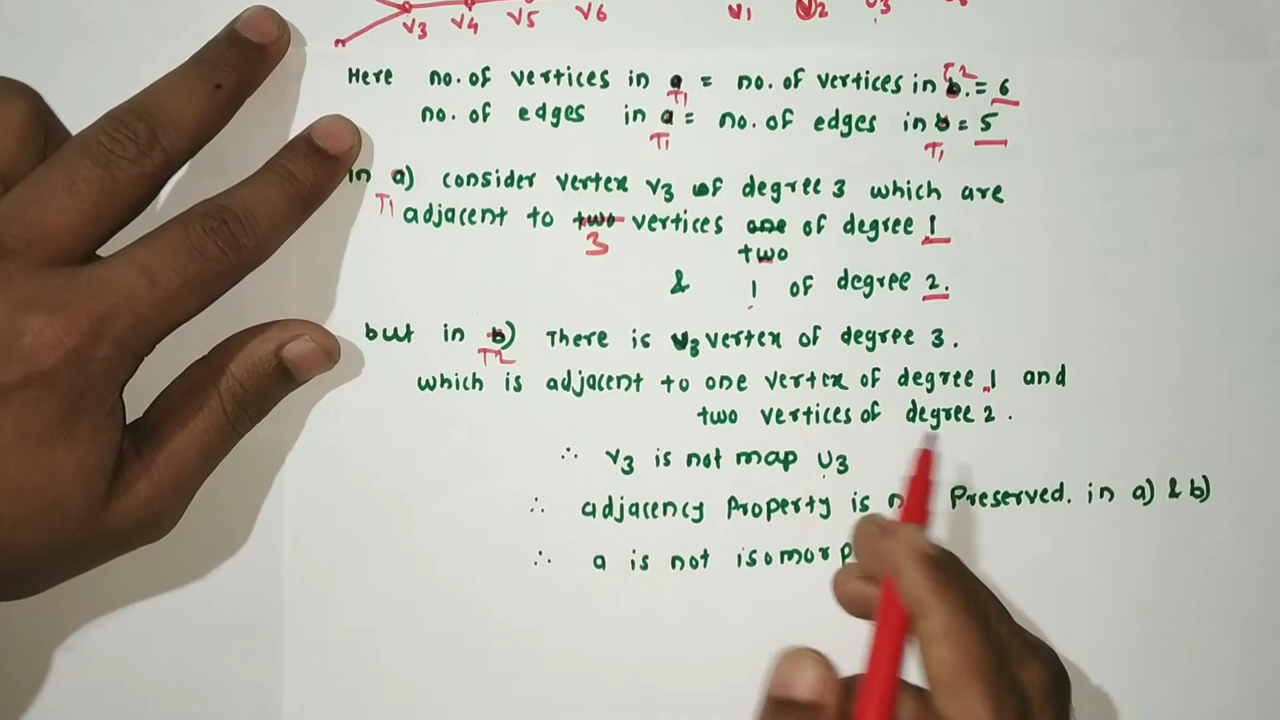 v3 v4 v5 v6 v1 v2 v3
Here no. of vertices in a = no. of vertices in b. = 6
T1 T2
no. of edges in a = no. of edges in b = 5
T1 T1
in a) consider vertex v3 of degree 3 which are
T1 adjacent to two vertices one of degree 1
3 two
& 1 of degree 2.
but in b) There is v3 vertex of degree 3.
T2
which is adjacent to one vertex of degree 1 and
two vertices of degree 2.
∴ v3 is not map u3
∴ adjacency Property is Preserved. in a) & b)
∴ a is not isomorp